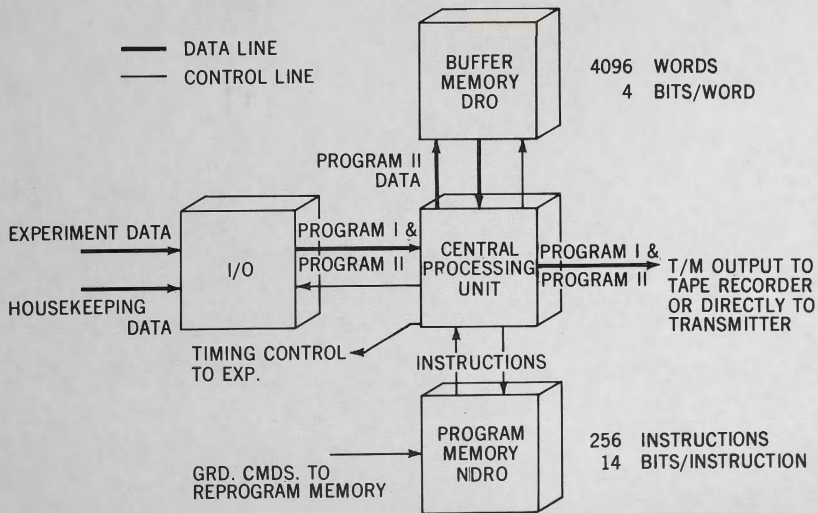 DATA LINE
CONTROL LINE
BUFFER
MEMORY
DRO
4096 WORDS
4 BITS/WORD
PROGRAM II
DATA
EXPERIMENT DATA
HOUSEKEEPING
DATA
I/O
PROGRAM I &
PROGRAM II
CENTRAL
PROCESSING
UNIT
PROGRAM I &
PROGRAM II
T/M OUTPUT TO
TAPE RECORDER
OR DIRECTLY TO
TRANSMITTER
TIMING CONTROL
TO EXP.
INSTRUCTIONS
PROGRAM
MEMORY
NDRO
256 INSTRUCTIONS
14 BITS/INSTRUCTION
GRD. CMDS. TO
REPROGRAM MEMORY